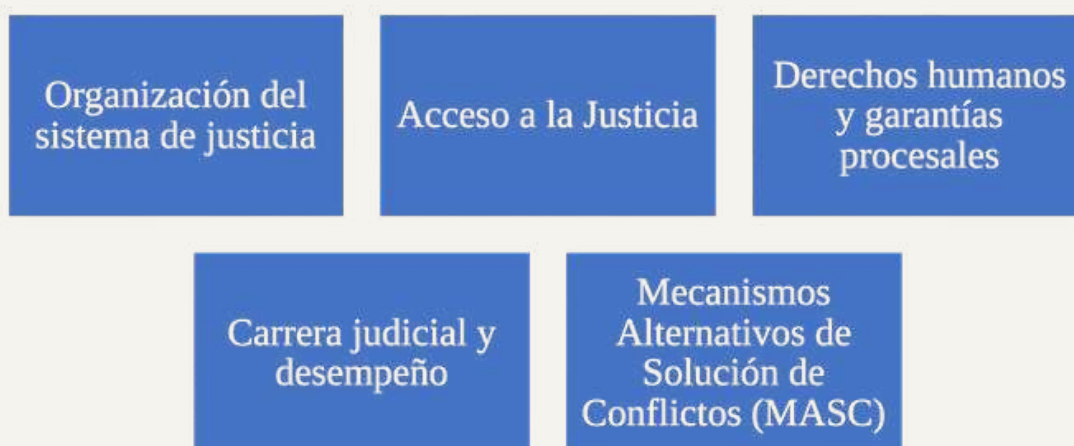 Organización del
sistema de justicia
Acceso a la Justicia
Derechos humanos
y garantías
procesales
Carrera judicial y
desempeño
Mecanismos
Alternativos de
Solución de
Conflictos (MASC)